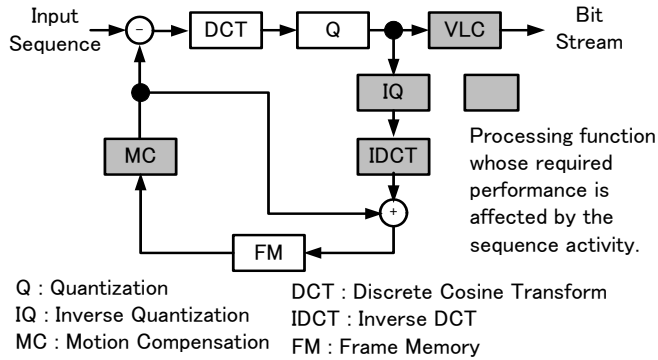 Input
Sequence
-
DCT
Q
VLC
Bit
Stream
IQ
MC
IDCT
Processing function
whose required
performance is
affected by the
sequence activity.
+
FM
Q : Quantization
IQ : Inverse Quantization
MC : Motion Compensation
DCT : Discrete Cosine Transform
IDCT : Inverse DCT
FM : Frame Memory